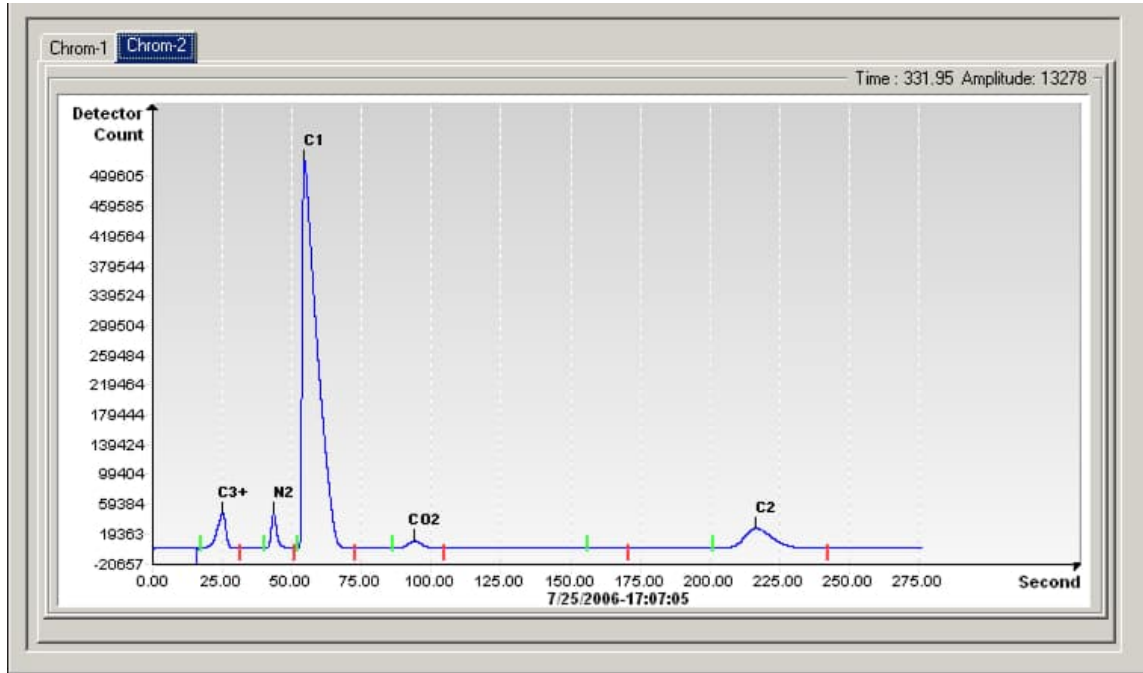 Chrom-1 Chrom-2
Time : 331.95 Amplitude: 13278
Detector
Count
C1
499605
459585
419564
379544
339524
299504
259484
219464
179444
139424
99404
C3+ N2
59384
C2
CO2
19363
-20657
0.00 25.00 50.00 75.00 100.00 125.00 150.00 175.00 200.00 225.00 250.00 275.00 Second
7/25/2006-17:07:05